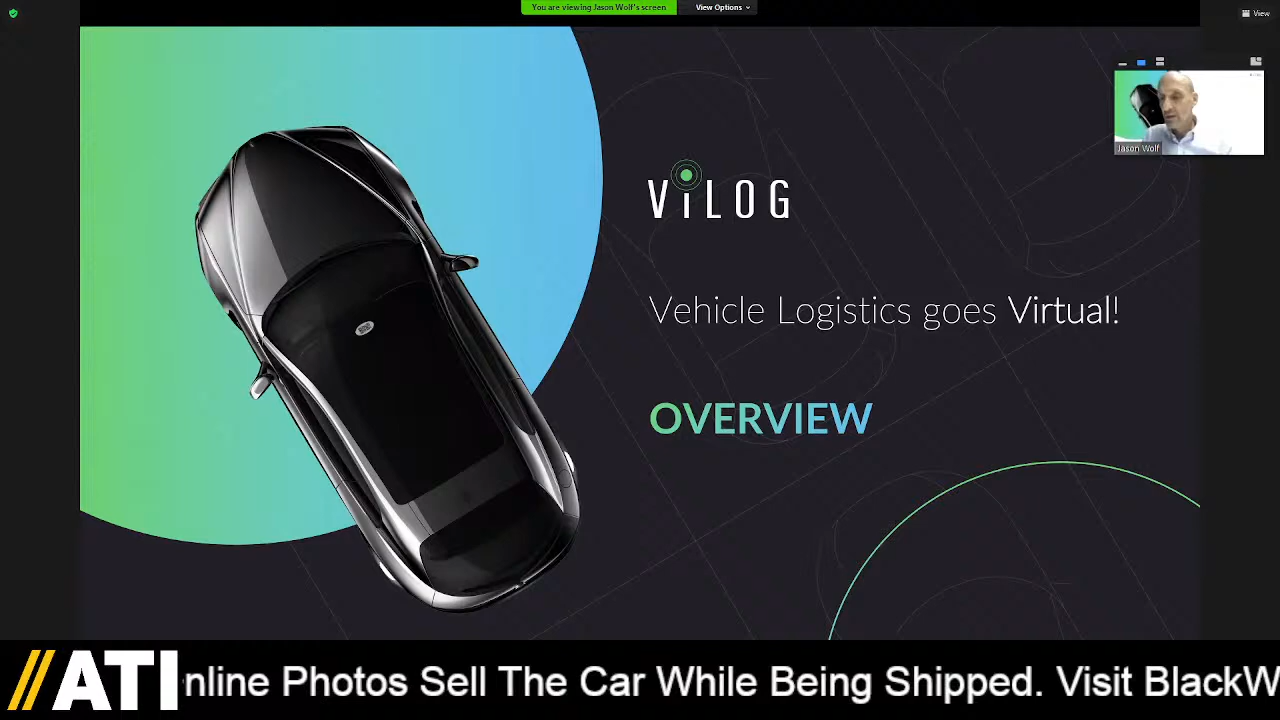 You are viewing Jason Wolf's screen
View Options
View
Jason Wolf
ViLOG
Vehicle Logistics goes Virtual!
OVERVIEW
//ATI
nline Photos Sell The Car While Being Shipped. Visit BlackW